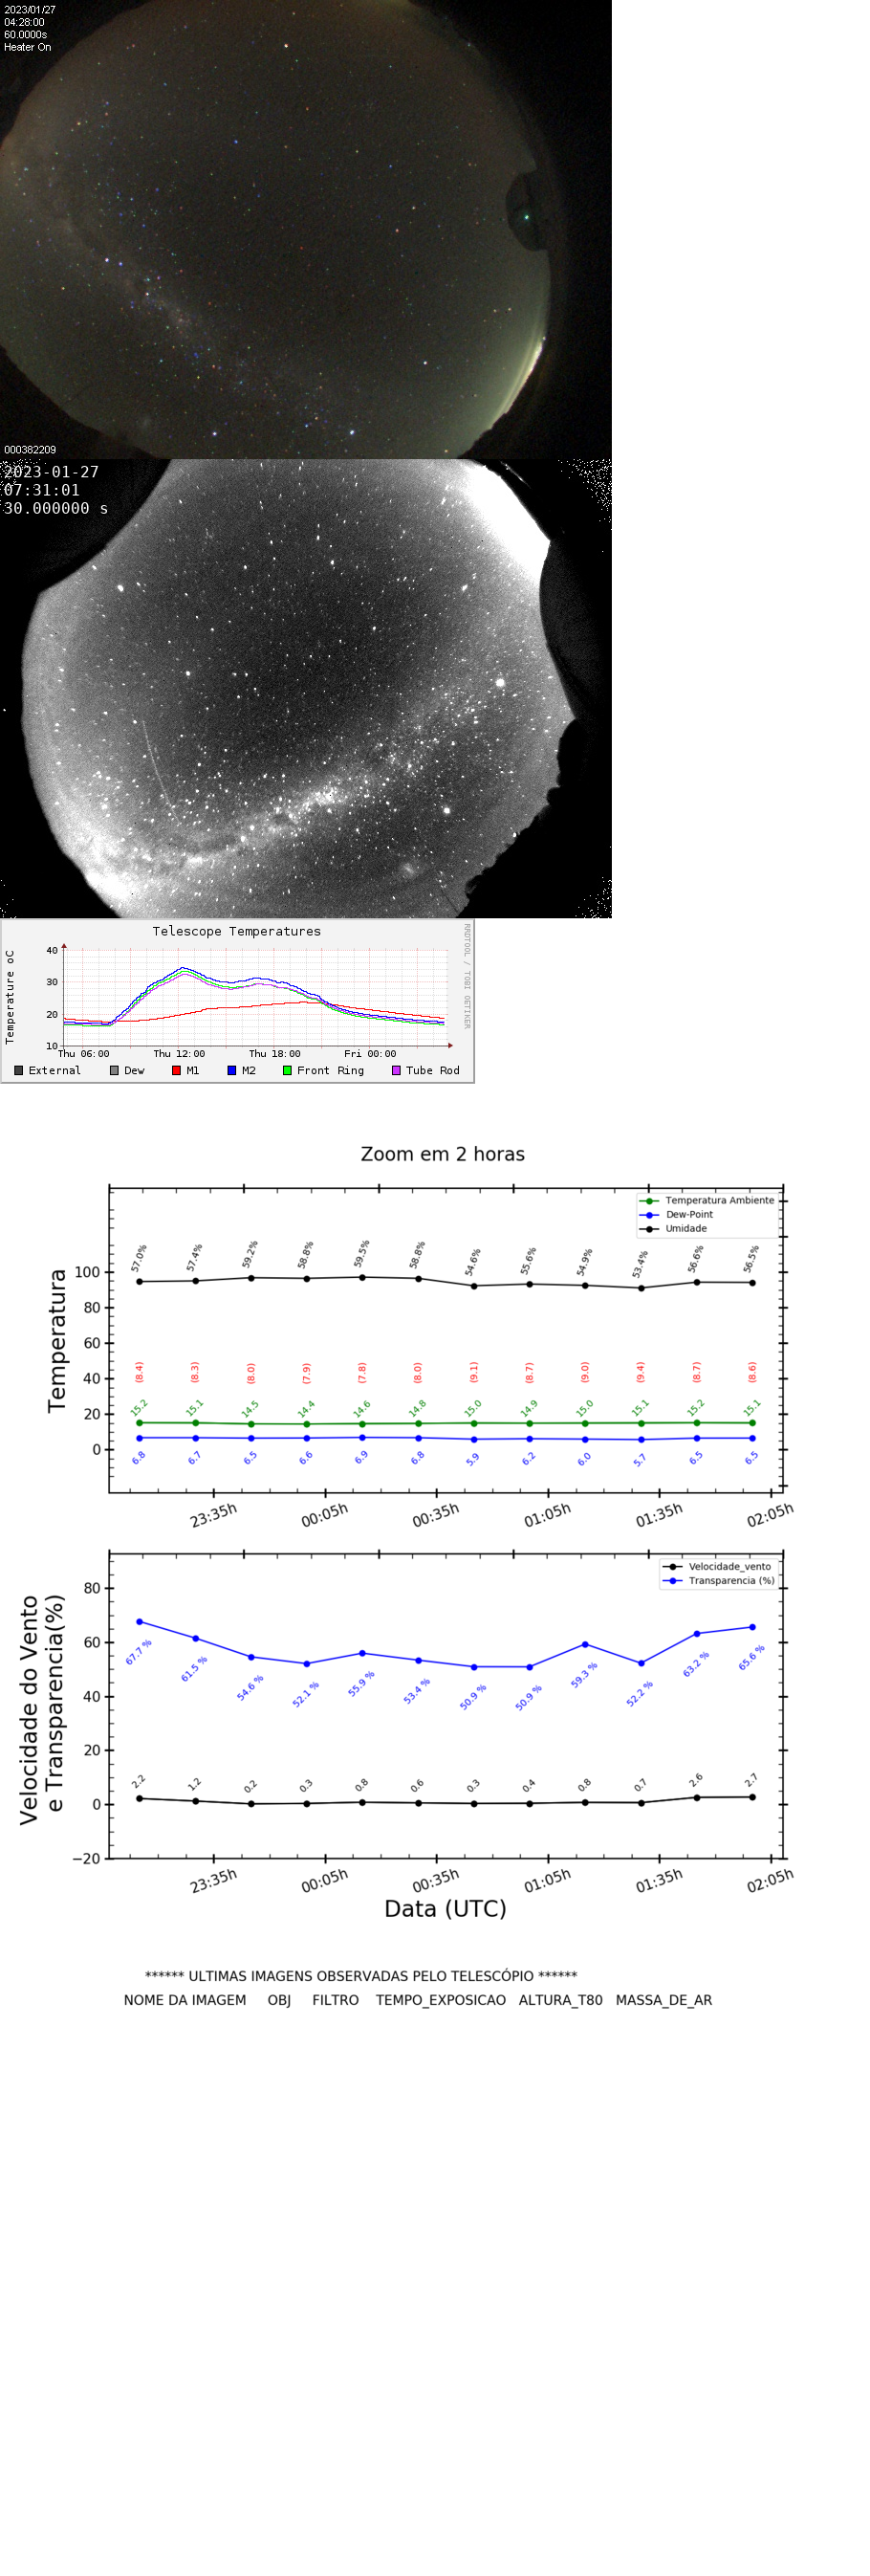 2023/01/27
04:28:00
60.0000s
Heater On
000382209
2023-01-27
07:31:01
30.000000 s
Telescope Temperatures
RRDTOOL / TOBI OETIKER
Temperature oC
40
30
20
10
Thu 06:00 Thu 12:00 Thu 18:00 Fri 00:00
External Dew M1 M2 Front Ring Tube Rod
Zoom em 2 horas
Temperatura Ambiente
Dew-Point
Umidade
Temperatura
100
80
60
40
20
0
57.0% 57.4% 59.2% 58.8% 59.5% 58.8% 54.6% 55.6% 54.9% 53.4% 56.6% 56.5%
(8.4) (8.3) (8.0) (7.9) (7.8) (8.0) (9.1) (8.7) (9.0) (9.4) (8.7) (8.6)
15.2 15.1 14.5 14.4 14.6 14.8 15.0 14.9 15.0 15.1 15.2 15.1
6.8 6.7 6.5 6.6 6.9 6.8 5.9 6.2 6.0 5.7 6.5 6.5
23:35h 00:05h 00:35h 01:05h 01:35h 02:05h
Velocidade_vento
Transparencia (%)
Velocidade do Vento
e Transparencia(%)
80
60
40
20
0
−20
67.7 % 61.5 % 54.6 % 52.1 % 55.9 % 53.4 % 50.9 % 50.9 % 59.3 % 52.2 % 63.2 % 65.6 %
2.2 1.2 0.2 0.3 0.8 0.6 0.3 0.4 0.8 0.7 2.6 2.7
23:35h 00:05h 00:35h 01:05h 01:35h 02:05h
Data (UTC)
****** ULTIMAS IMAGENS OBSERVADAS PELO TELESCÓPIO ******
NOME DA IMAGEM OBJ FILTRO TEMPO_EXPOSICAO ALTURA_T80 MASSA_DE_AR